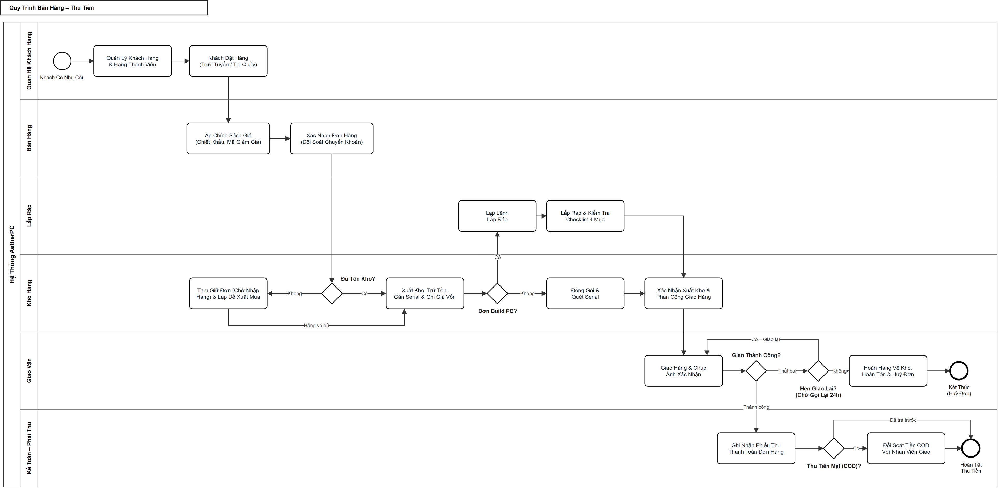 Quy Trình Bán Hàng – Thu Tiền
Hệ Thống AetherPC
Quan Hệ Khách Hàng
Khách Có Nhu Cầu
Quản Lý Khách Hàng
& Hạng Thành Viên
Khách Đặt Hàng
(Trực Tuyến / Tại Quầy)
Bán Hàng
Áp Chính Sách Giá
(Chiết Khấu, Mã Giảm Giá)
Xác Nhận Đơn Hàng
(Đối Soát Chuyển Khoản)
Lắp Ráp
Lập Lệnh
Lắp Ráp
Lắp Ráp & Kiểm Tra
Checklist 4 Mục
Kho Hàng
Tạm Giữ Đơn (Chờ Nhập
Hàng) & Lập Đề Xuất Mua
Không
Đủ Tồn Kho?
Có
Xuất Kho, Trừ Tồn,
Gán Serial & Ghi Giá Vốn
Hàng về đủ
Có
Đơn Build PC?
Không
Đóng Gói &
Quét Serial
Xác Nhận Xuất Kho &
Phân Công Giao Hàng
Giao Vận
Có – Giao lại
Giao Hàng & Chụp
Ảnh Xác Nhận
Giao Thành Công?
Thất bại
Hẹn Giao Lại?
(Chờ Gọi Lại 24h)
Không
Hoàn Hàng Về Kho,
Hoàn Tồn & Huỷ Đơn
Kết Thúc
(Huỷ Đơn)
Thành công
Kế Toán – Phải Thu
Ghi Nhận Phiếu Thu
Thanh Toán Đơn Hàng
Thu Tiền Mặt (COD)?
Đã trả trước
Có
Đối Soát Tiền COD
Với Nhân Viên Giao
Hoàn Tất
Thu Tiền